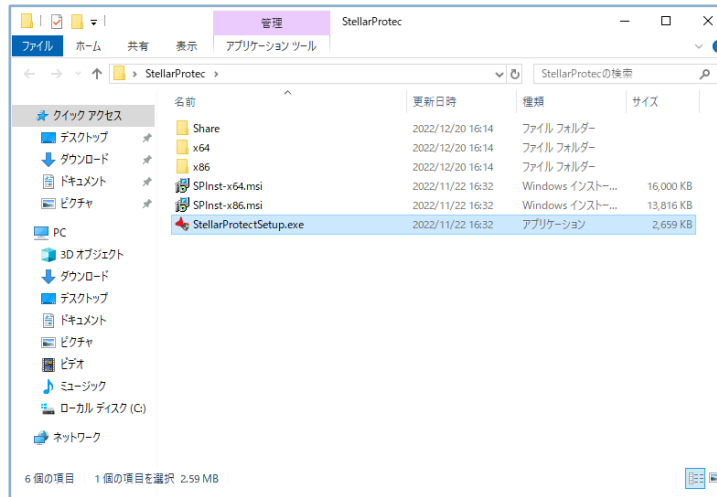 管理
StellarProtec
ファイル
ホーム
共有
表示
アプリケーション ツール
StellarProtec
StellarProtecの検索
名前
更新日時
種類
サイズ
クイック アクセス
デスクトップ
ダウンロード
ドキュメント
ピクチャ
PC
3D オブジェクト
ダウンロード
デスクトップ
ドキュメント
ピクチャ
ビデオ
ミュージック
ローカル ディスク (C:)
ネットワーク
Share 2022/12/20 16:14 ファイル フォルダー
x64 2022/12/20 16:14 ファイル フォルダー
x86 2022/12/20 16:14 ファイル フォルダー
SPInst-x64.msi 2022/11/22 16:32 Windows インストー... 16,000 KB
SPInst-x86.msi 2022/11/22 16:32 Windows インストー... 13,816 KB
StellarProtectSetup.exe 2022/11/22 16:32 アプリケーション 2,659 KB
6 個の項目 1 個の項目を選択 2.59 MB